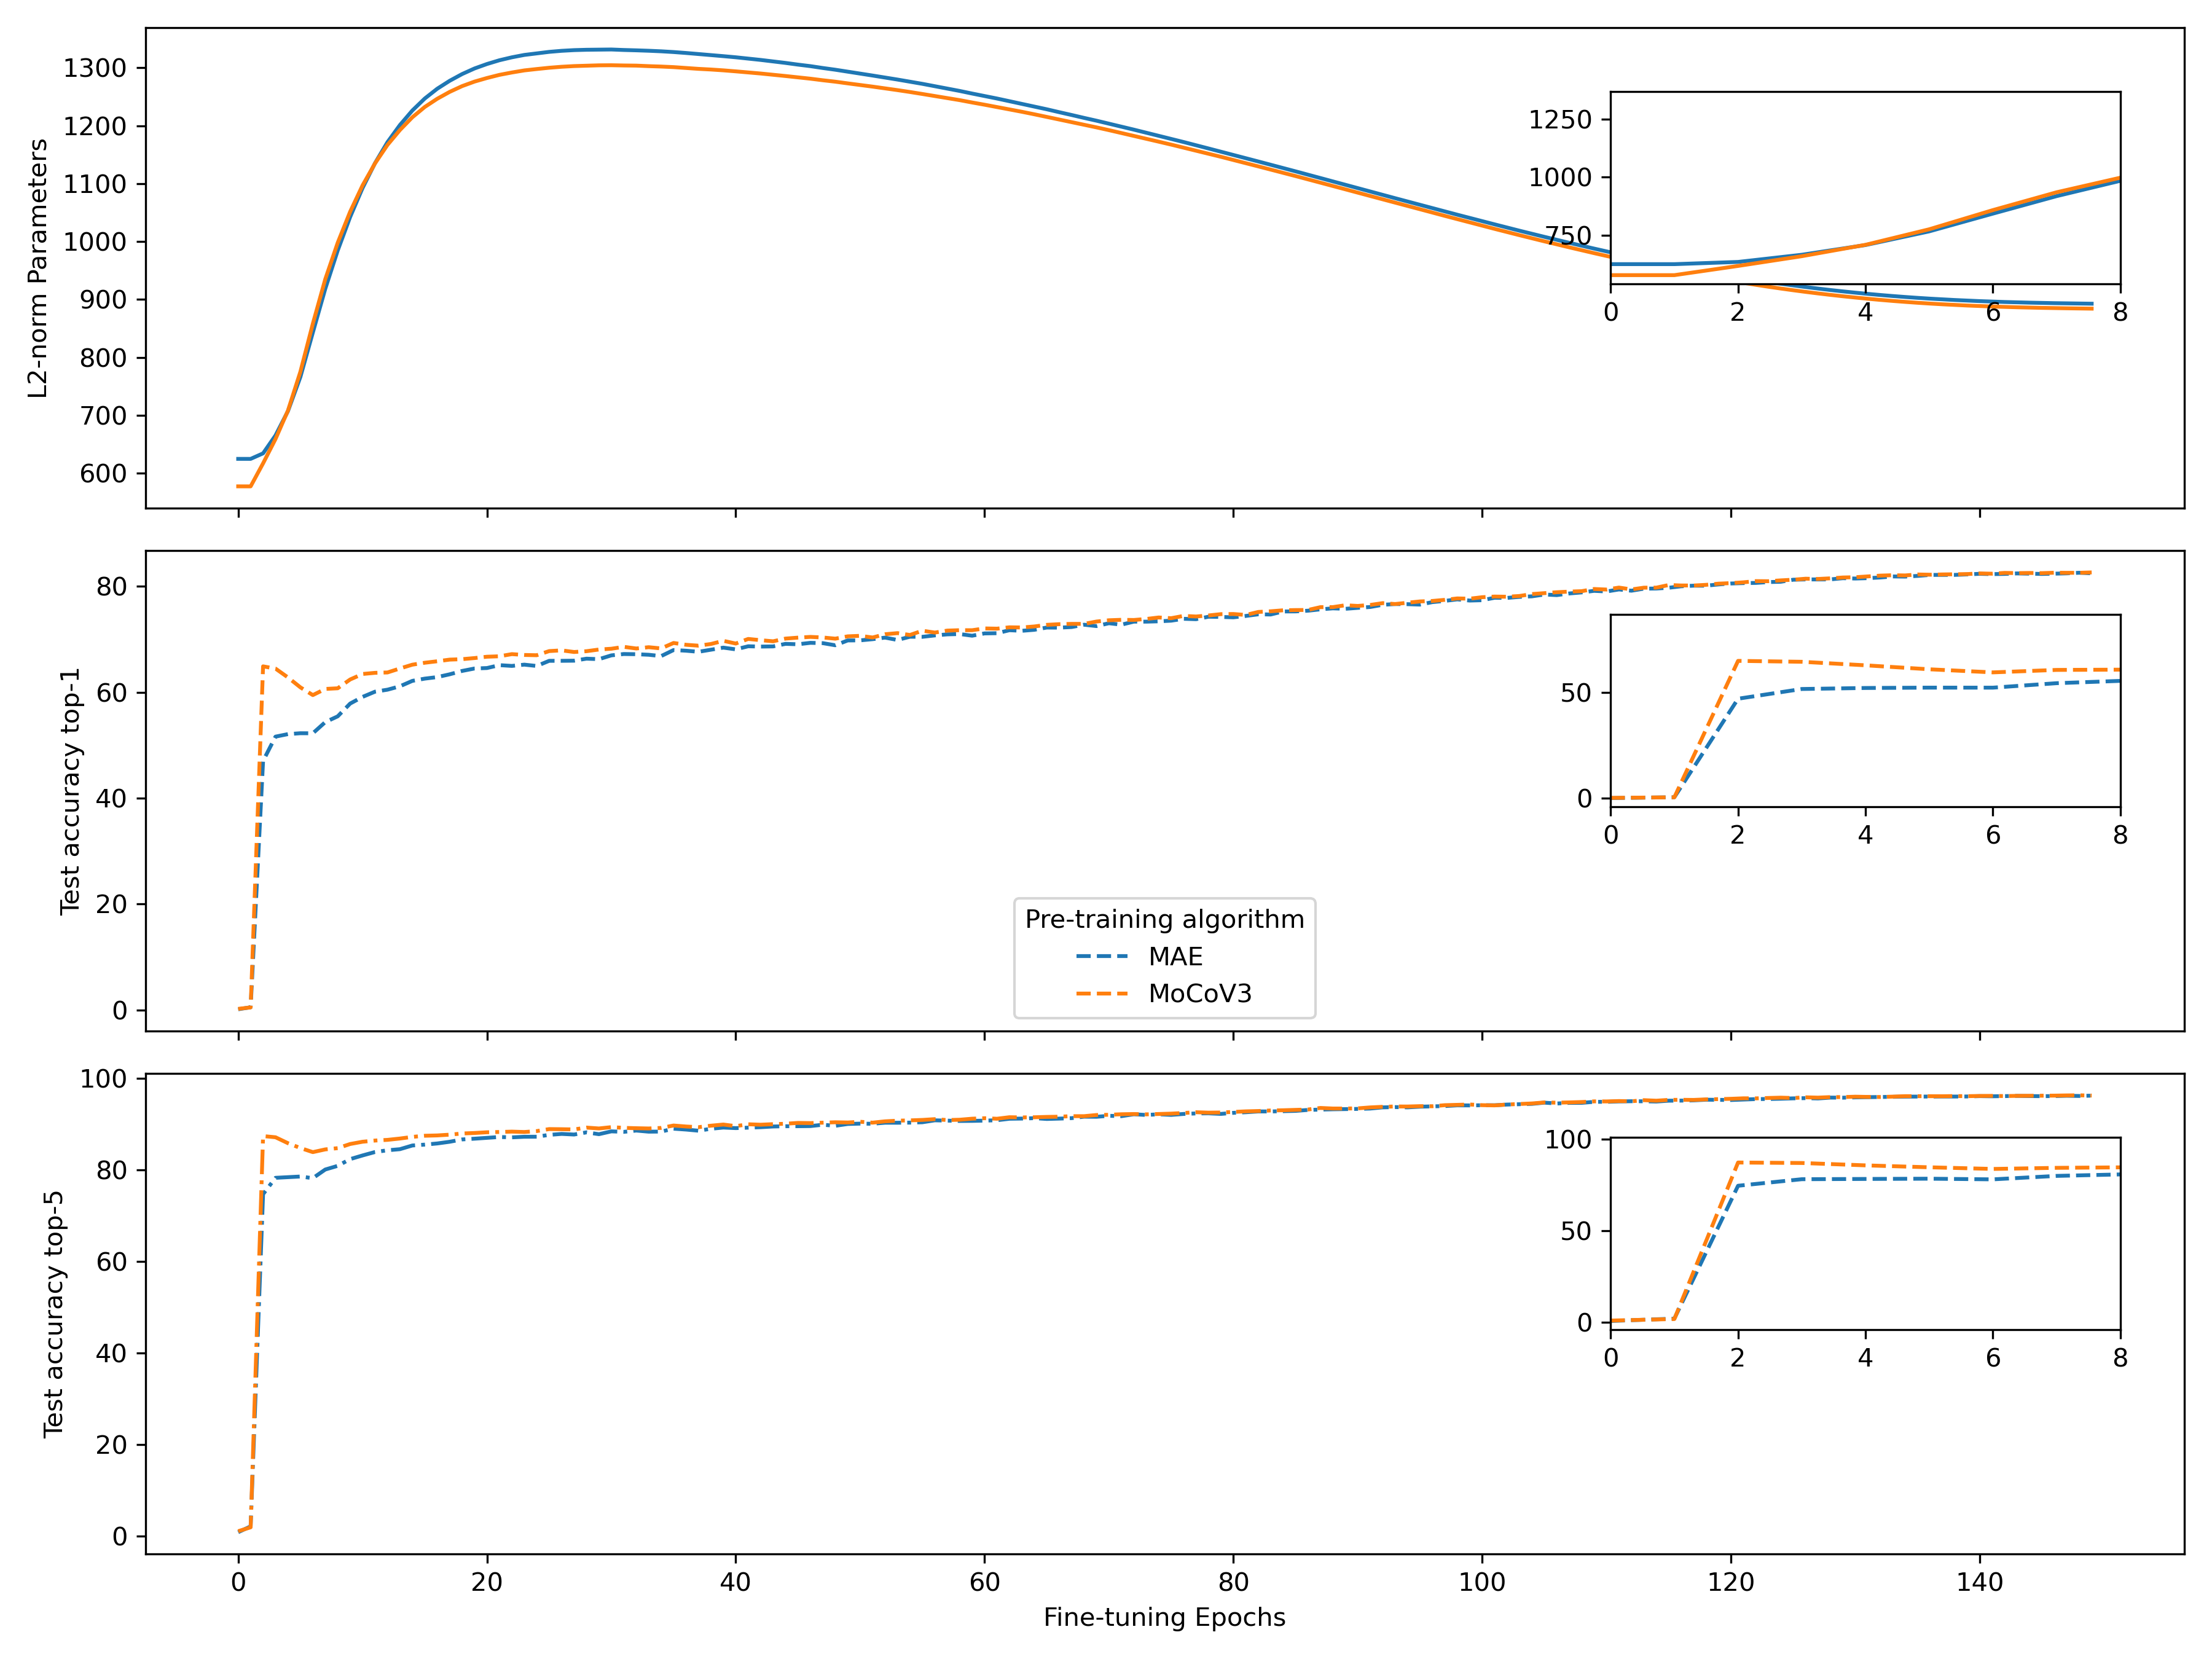 L2-norm Parameters
1300
1200
1100
1000
900
800
700
600
1250
1000
750
0 2 4 6 8
Test accuracy top-1
80
60
40
20
0
50
0
0 2 4 6 8
Pre-training algorithm
MAE
MoCoV3
Test accuracy top-5
100
80
60
40
20
0
100
50
0
0 2 4 6 8
0 20 40 60 80 100 120 140
Fine-tuning Epochs